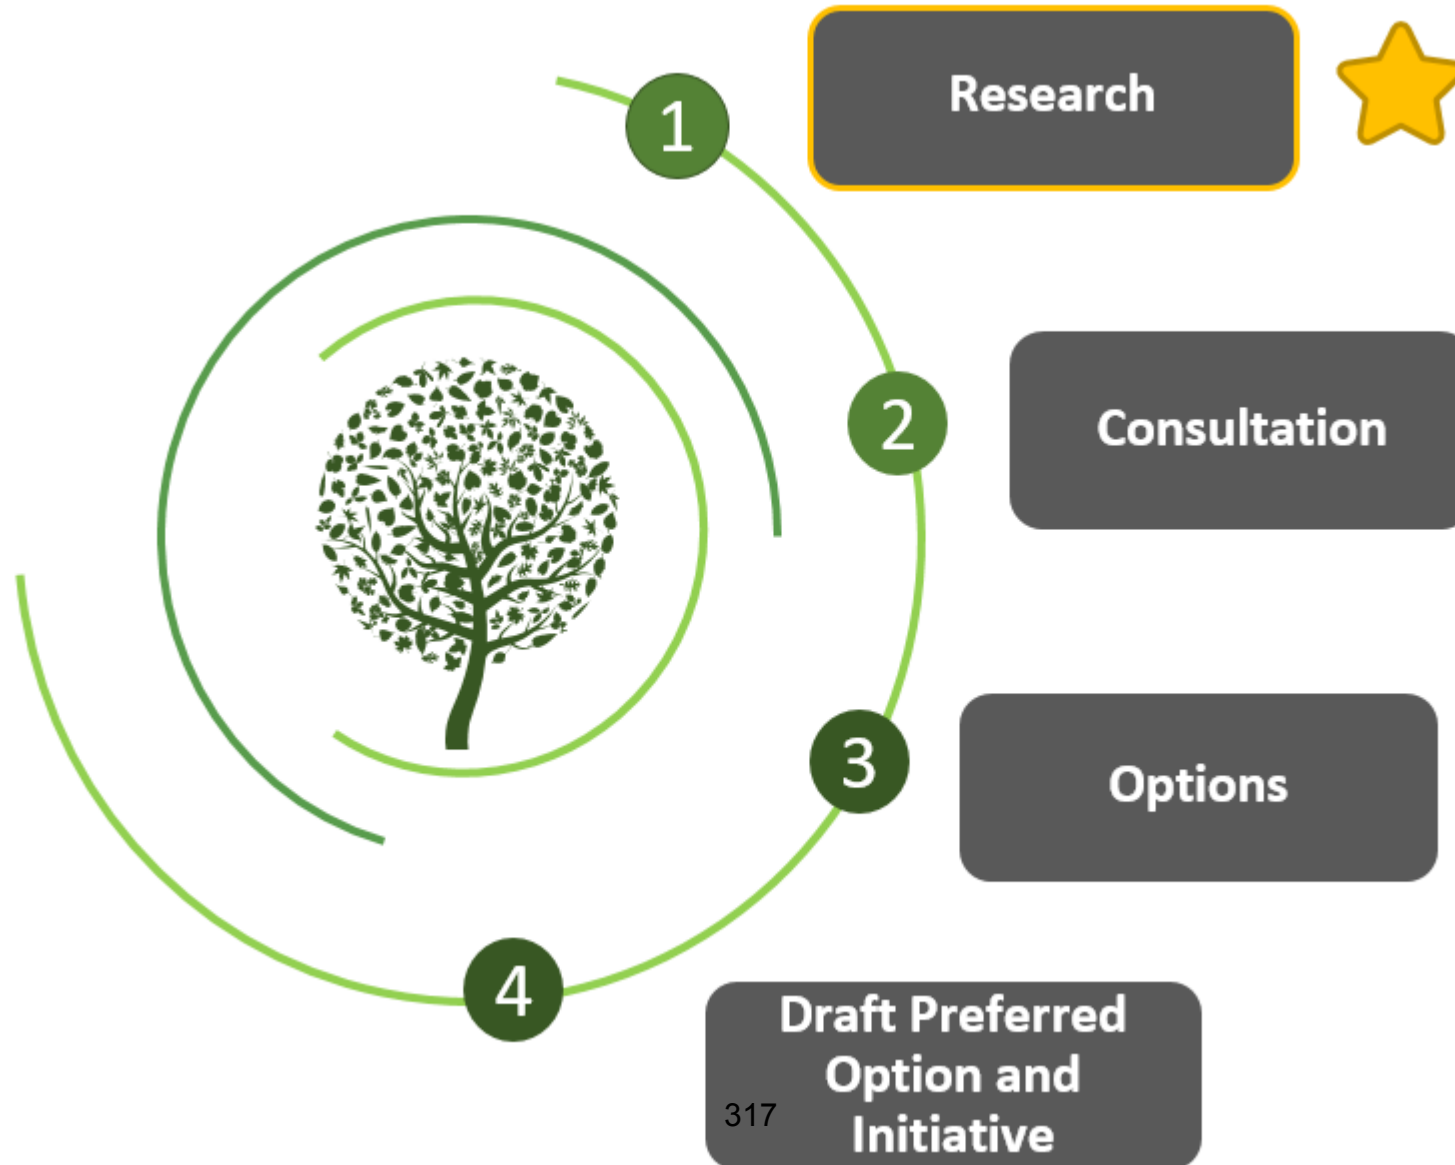 1
Research
2
Consultation
3
Options
4
Draft Preferred
Option and
317
Initiative